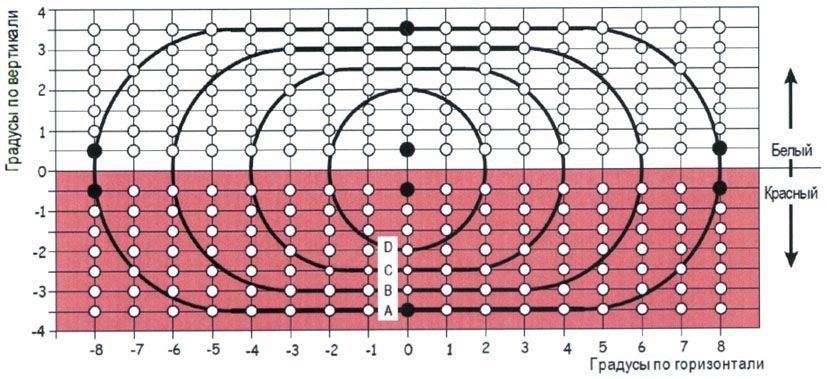 Градусы по вертикали
4
3
2
1
0
-1
-2
-3
-4
Белый
Красный
D
C
B
A
-8 -7 -6 -5 -4 -3 -2 -1 0 1 2 3 4 5 6 7 8
Градусы по горизонтали